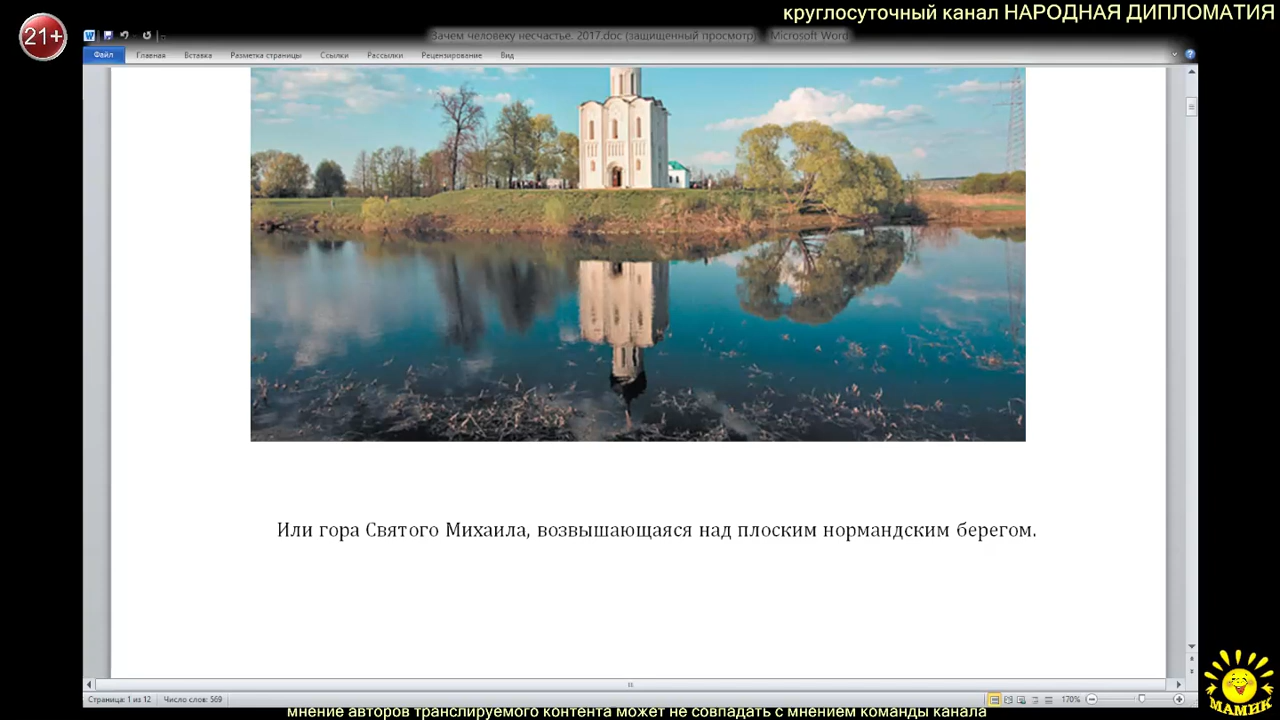 круглосуточный канал НАРОДНАЯ ДИПЛОМАТИЯ
21+
Зачем человеку несчастье. 2017.doc (защищенный просмотр) - Microsoft Word
Файл Главная Вставка Разметка страницы Ссылки Рассылки Рецензирование Вид
Или гора Святого Михаила, возвышающаяся над плоским нормандским берегом.
Страница: 1 из 12 Число слов: 569 170%
МАМИК
мнение авторов транслируемого контента может не совпадать с мнением команды канала